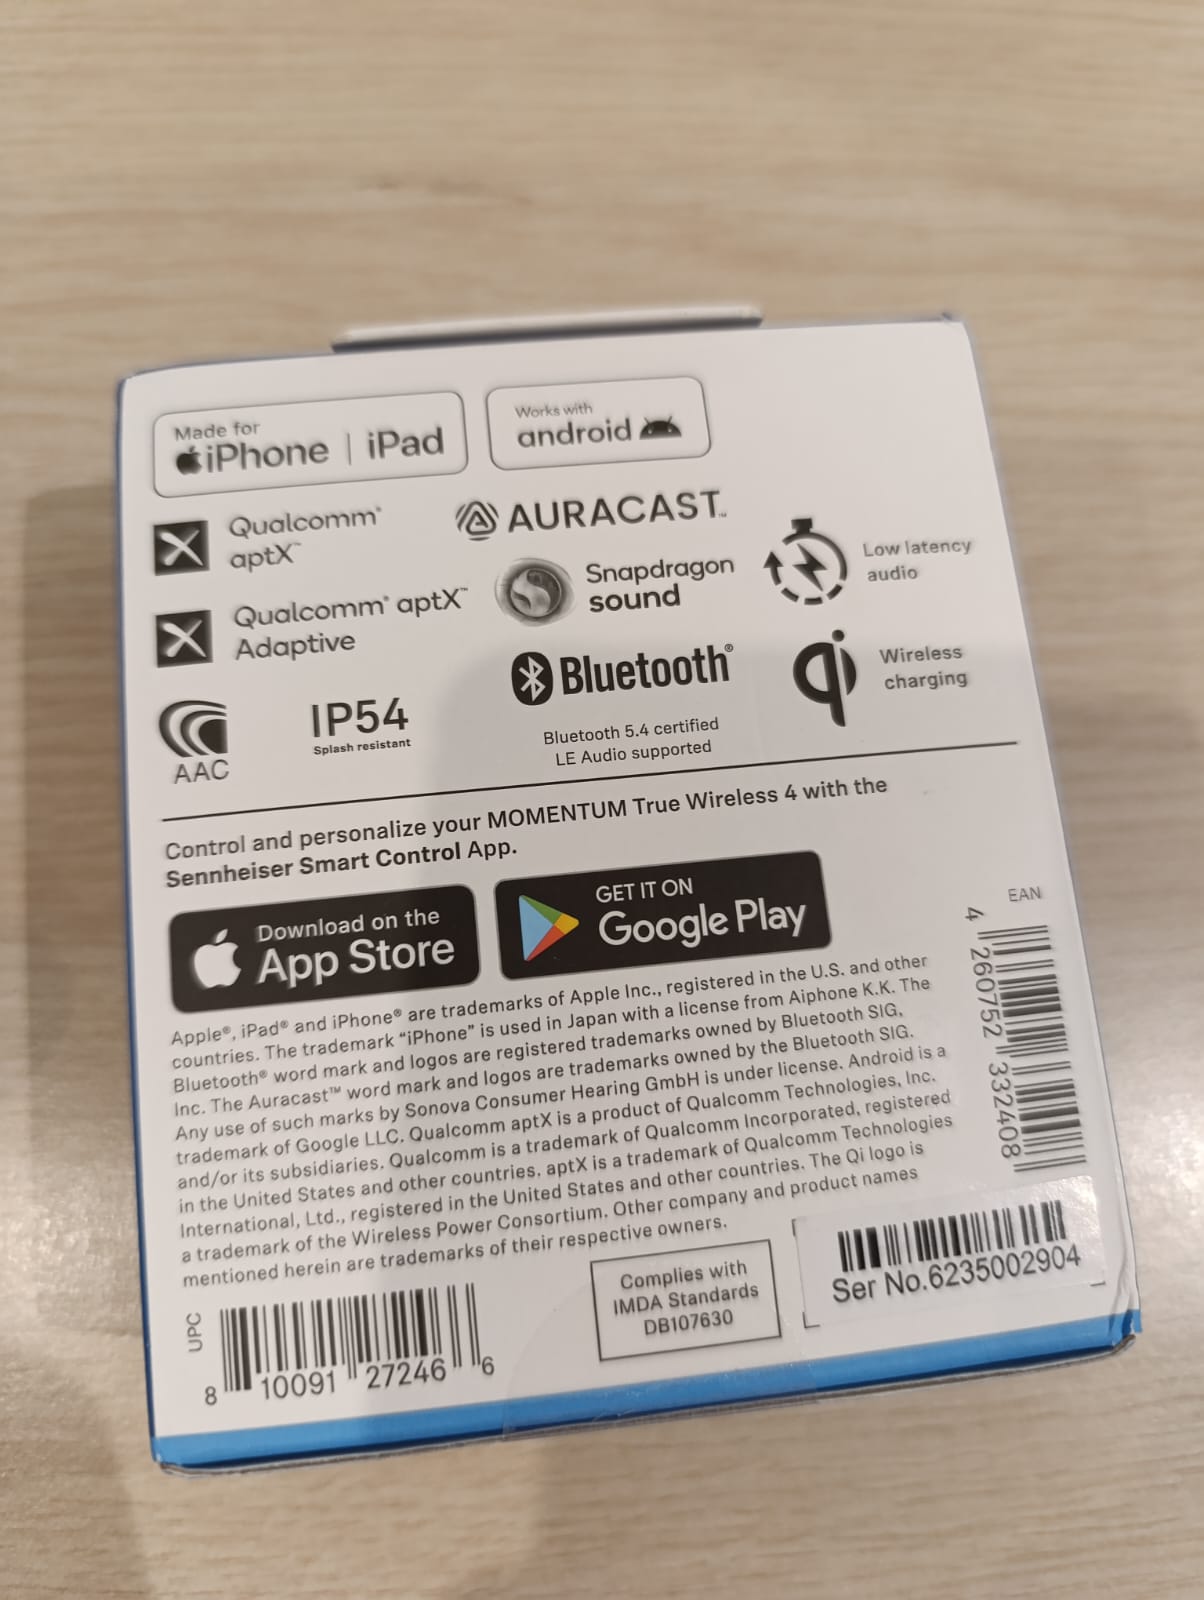 Made for
iPhone | iPad
Works with
android
Qualcomm®
aptX™
AURACAST™
Low latency
audio
Snapdragon
sound
Qualcomm® aptX™
Adaptive
Bluetooth®
Wireless
charging
AAC
IP54
Splash resistant
Bluetooth 5.4 certified
LE Audio supported
Control and personalize your MOMENTUM True Wireless 4 with the
Sennheiser Smart Control App.
Download on the
App Store
GET IT ON
Google Play
Apple®, iPad® and iPhone® are trademarks of Apple Inc., registered in the U.S. and other
countries. The trademark “iPhone” is used in Japan with a license from Aiphone K.K. The
Bluetooth® word mark and logos are registered trademarks owned by Bluetooth SIG,
Inc. The Auracast™ word mark and logos are trademarks owned by the Bluetooth SIG.
Any use of such marks by Sonova Consumer Hearing GmbH is under license. Android is a
trademark of Google LLC. Qualcomm aptX is a product of Qualcomm Technologies, Inc.
and/or its subsidiaries. Qualcomm is a trademark of Qualcomm Incorporated, registered
in the United States and other countries. aptX is a trademark of Qualcomm Technologies
International, Ltd., registered in the United States and other countries. The Qi logo is
a trademark of the Wireless Power Consortium. Other company and product names
mentioned herein are trademarks of their respective owners.
EAN
4 260752 332408
UPC
8 10091 27246 6
Complies with
IMDA Standards
DB107630
Ser No.6235002904